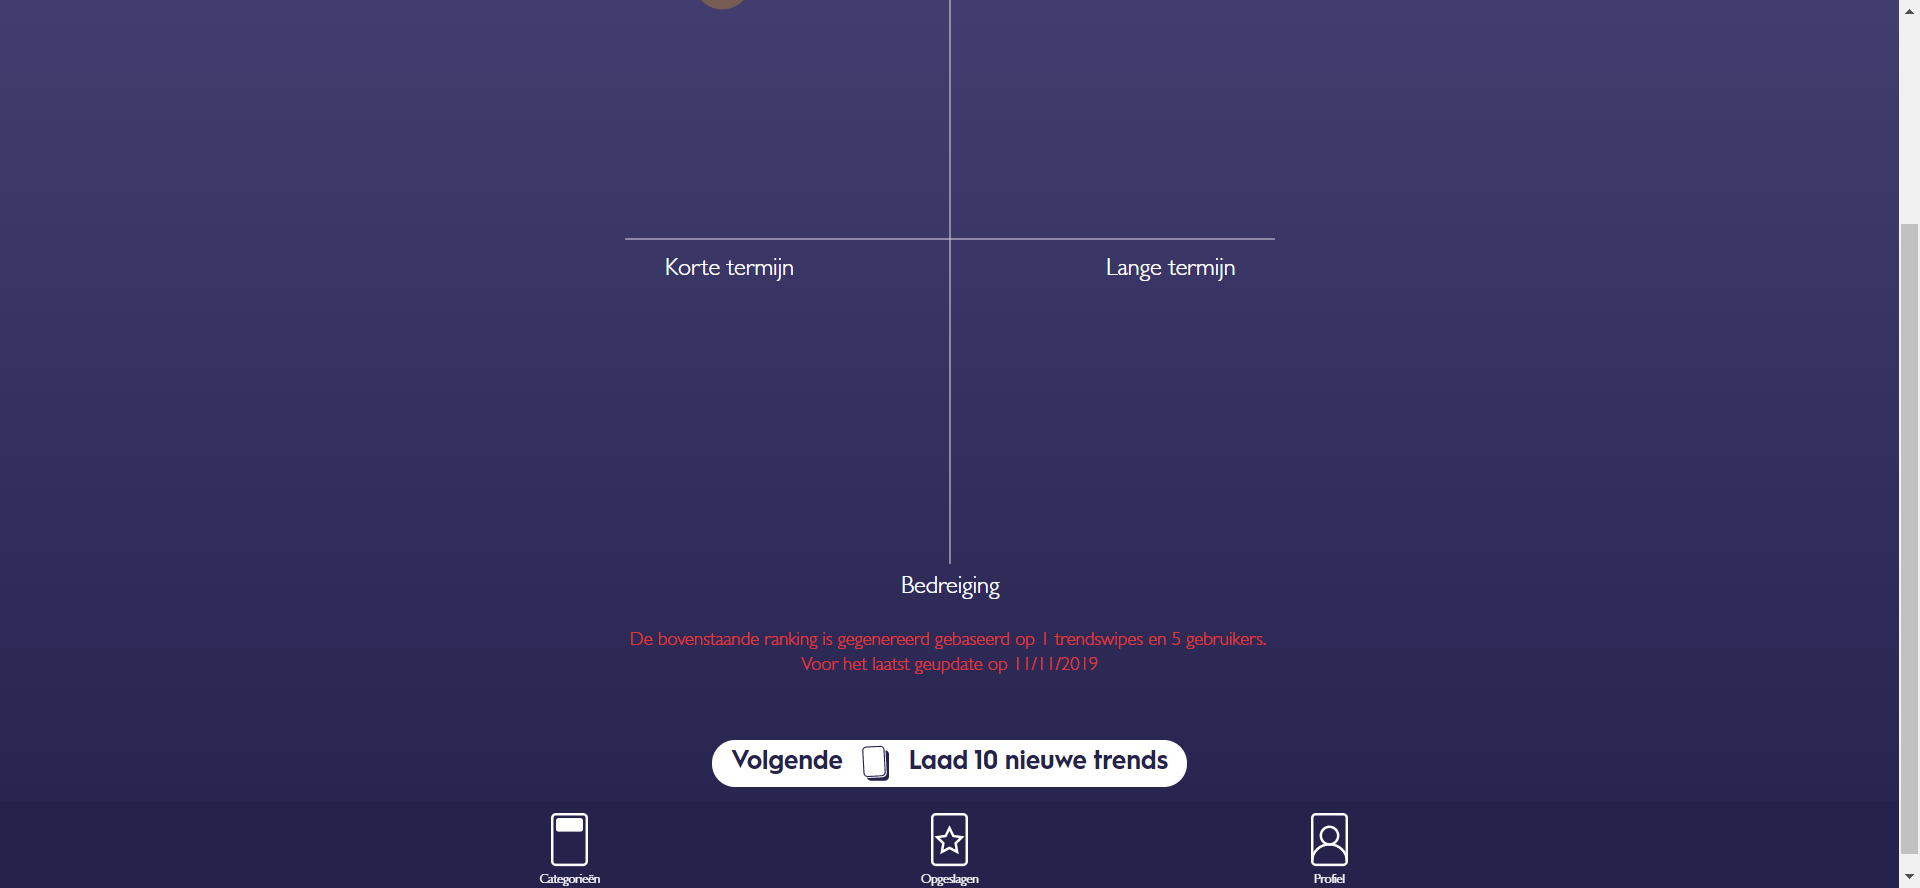 Korte termijn
Lange termijn
Bedreiging
De bovenstaande ranking is gegenereerd gebaseerd op 1 trendswipes en 5 gebruikers.
Voor het laatst geupdate op 11/11/2019
Volgende Laad 10 nieuwe trends
Categorieën
Opgeslagen
Profiel